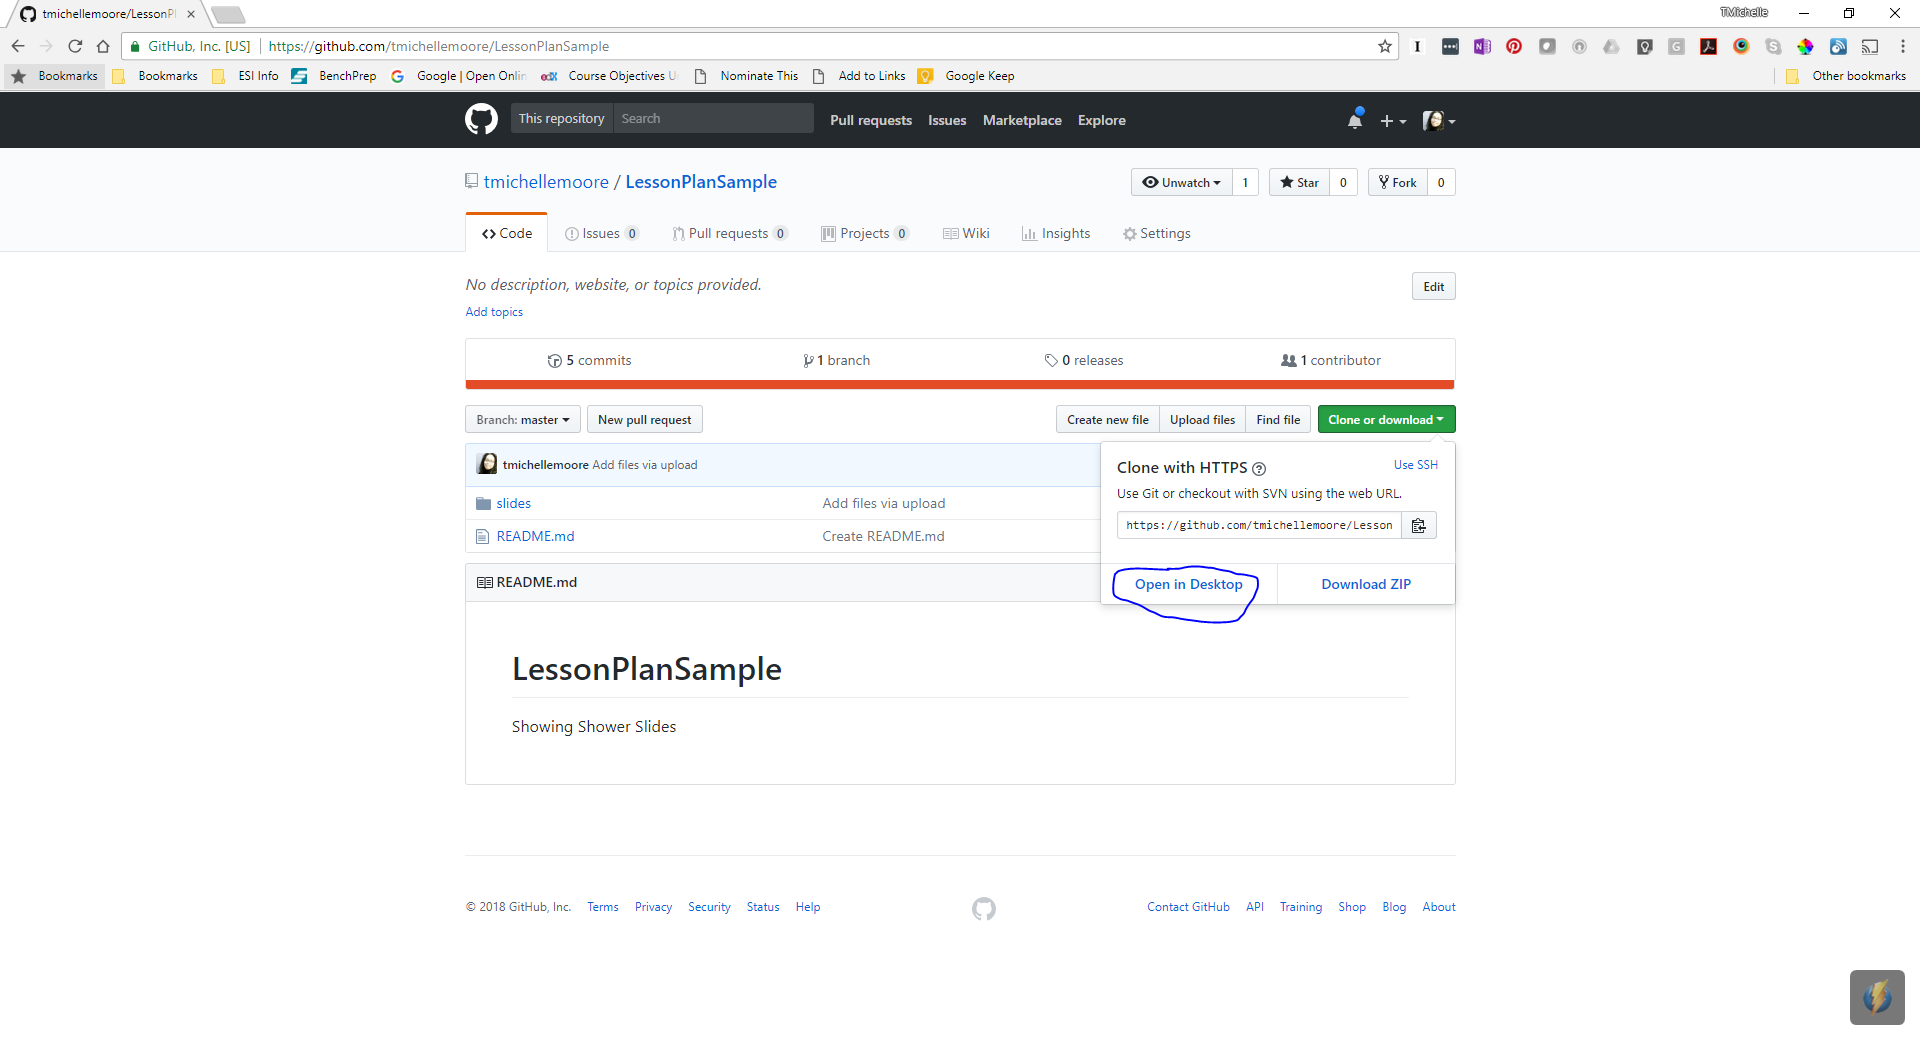 tmichellemoore/LessonPl
TMichelle
GitHub, Inc. [US] https://github.com/tmichellemoore/LessonPlanSample
Bookmarks Bookmarks ESI Info BenchPrep Google | Open Onlin Course Objectives U Nominate This Add to Links Google Keep Other bookmarks
This repository Search Pull requests Issues Marketplace Explore
tmichellemoore / LessonPlanSample Unwatch 1 Star 0 Fork 0
Code Issues 0 Pull requests 0 Projects 0 Wiki Insights Settings
No description, website, or topics provided. Edit
Add topics
5 commits 1 branch 0 releases 1 contributor
Branch: master New pull request Create new file Upload files Find file Clone or download
tmichellemoore Add files via upload
slides Add files via upload
README.md Create README.md
Clone with HTTPS Use SSH
Use Git or checkout with SVN using the web URL.
https://github.com/tmichellemoore/Lesson
Open in Desktop Download ZIP
README.md
LessonPlanSample
Showing Shower Slides
© 2018 GitHub, Inc. Terms Privacy Security Status Help Contact GitHub API Training Shop Blog About